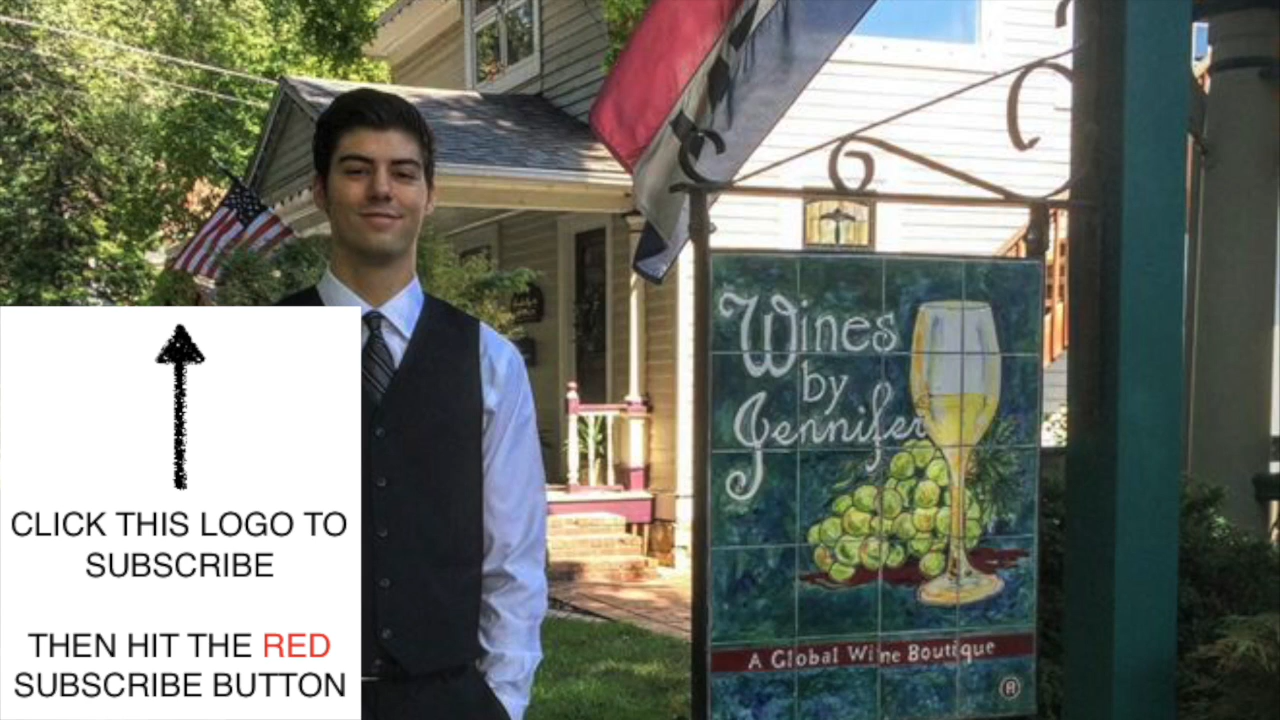 CLICK THIS LOGO TO
SUBSCRIBE
THEN HIT THE RED
SUBSCRIBE BUTTON
Wines
by
Jennifer
A Global Wine Boutique
®